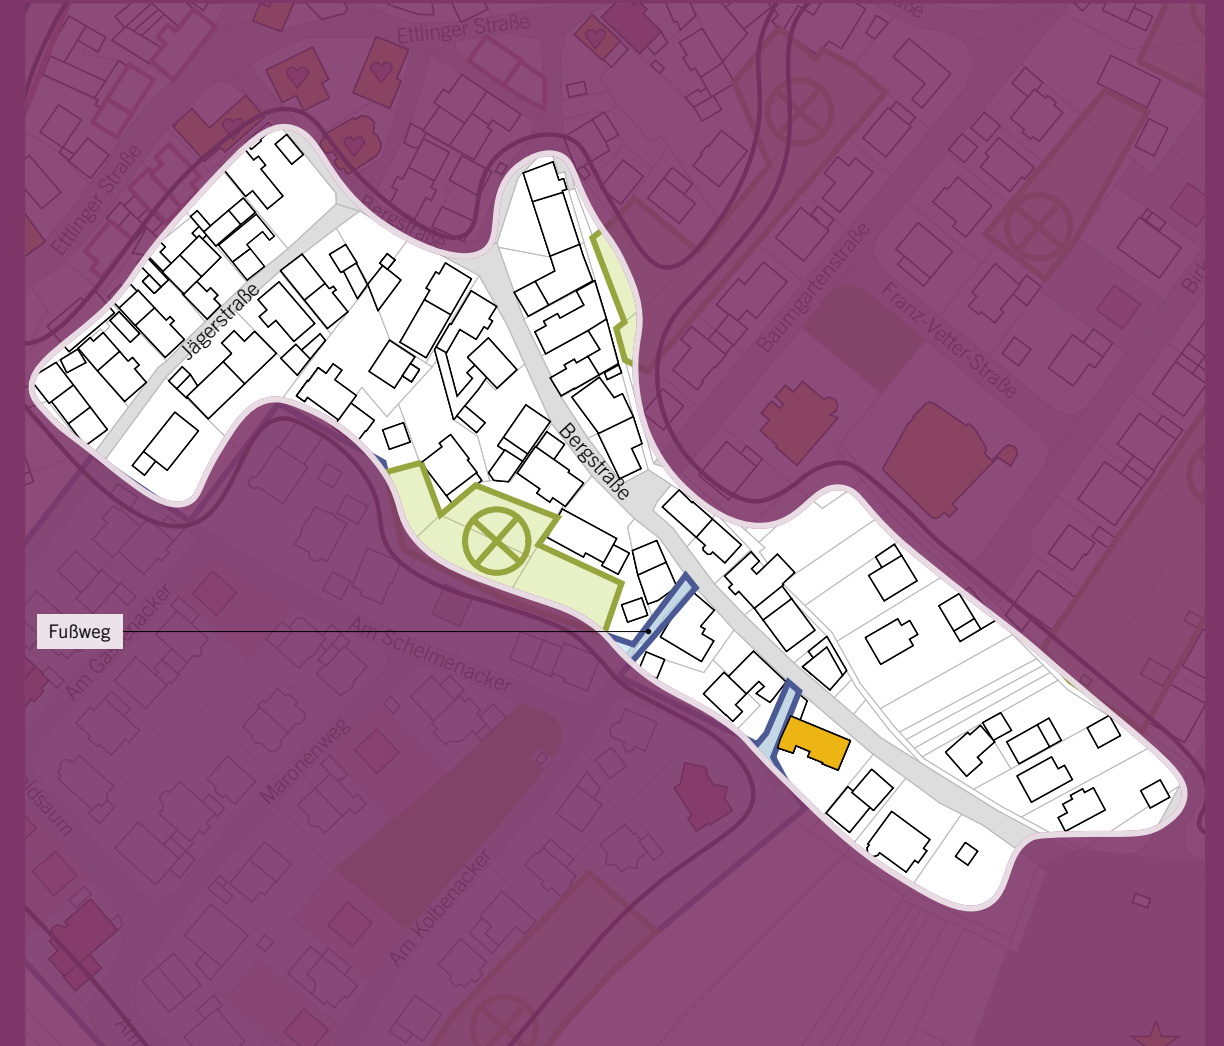 Ettlinger Straße
Ettlinger Straße
Bergstraße
Baumgartenstraße
Franz-Vetter-Straße
Jägerstraße
Bergstraße
Fußweg
Am Schelmenacker
Maronenweg
Am Kolbenacker